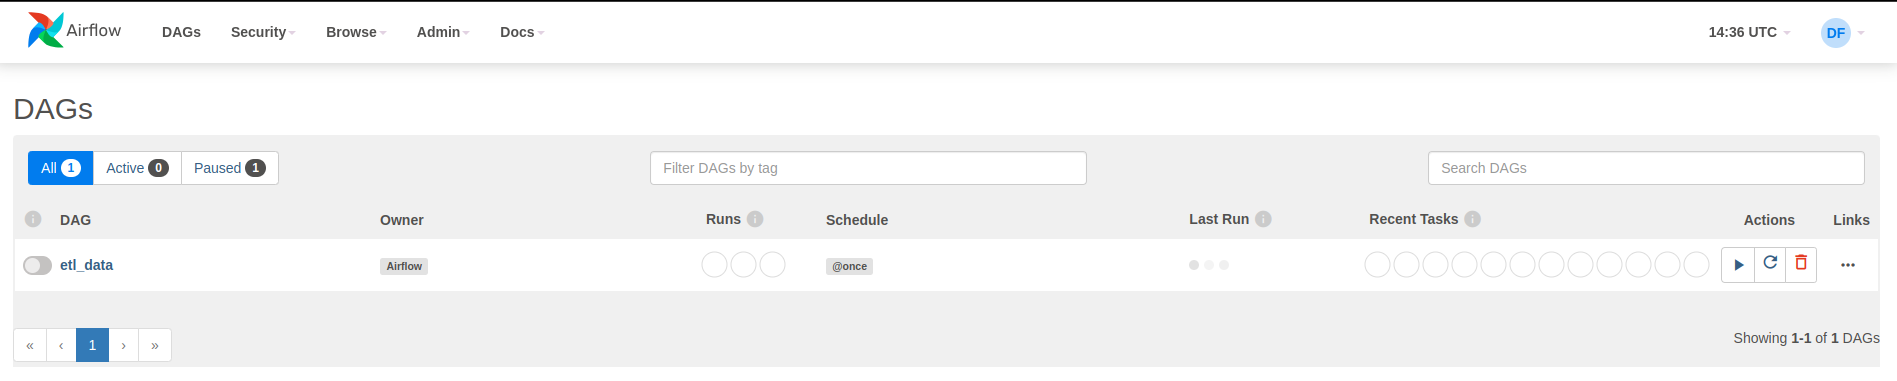 Airflow DAGs Security Browse Admin Docs 14:36 UTC DF
DAGs
All 1 Active 0 Paused 1 Filter DAGs by tag Search DAGs
i DAG Owner Runs i Schedule Last Run i Recent Tasks i Actions Links
etl_data Airflow @once
« ‹ 1 › » Showing 1-1 of 1 DAGs